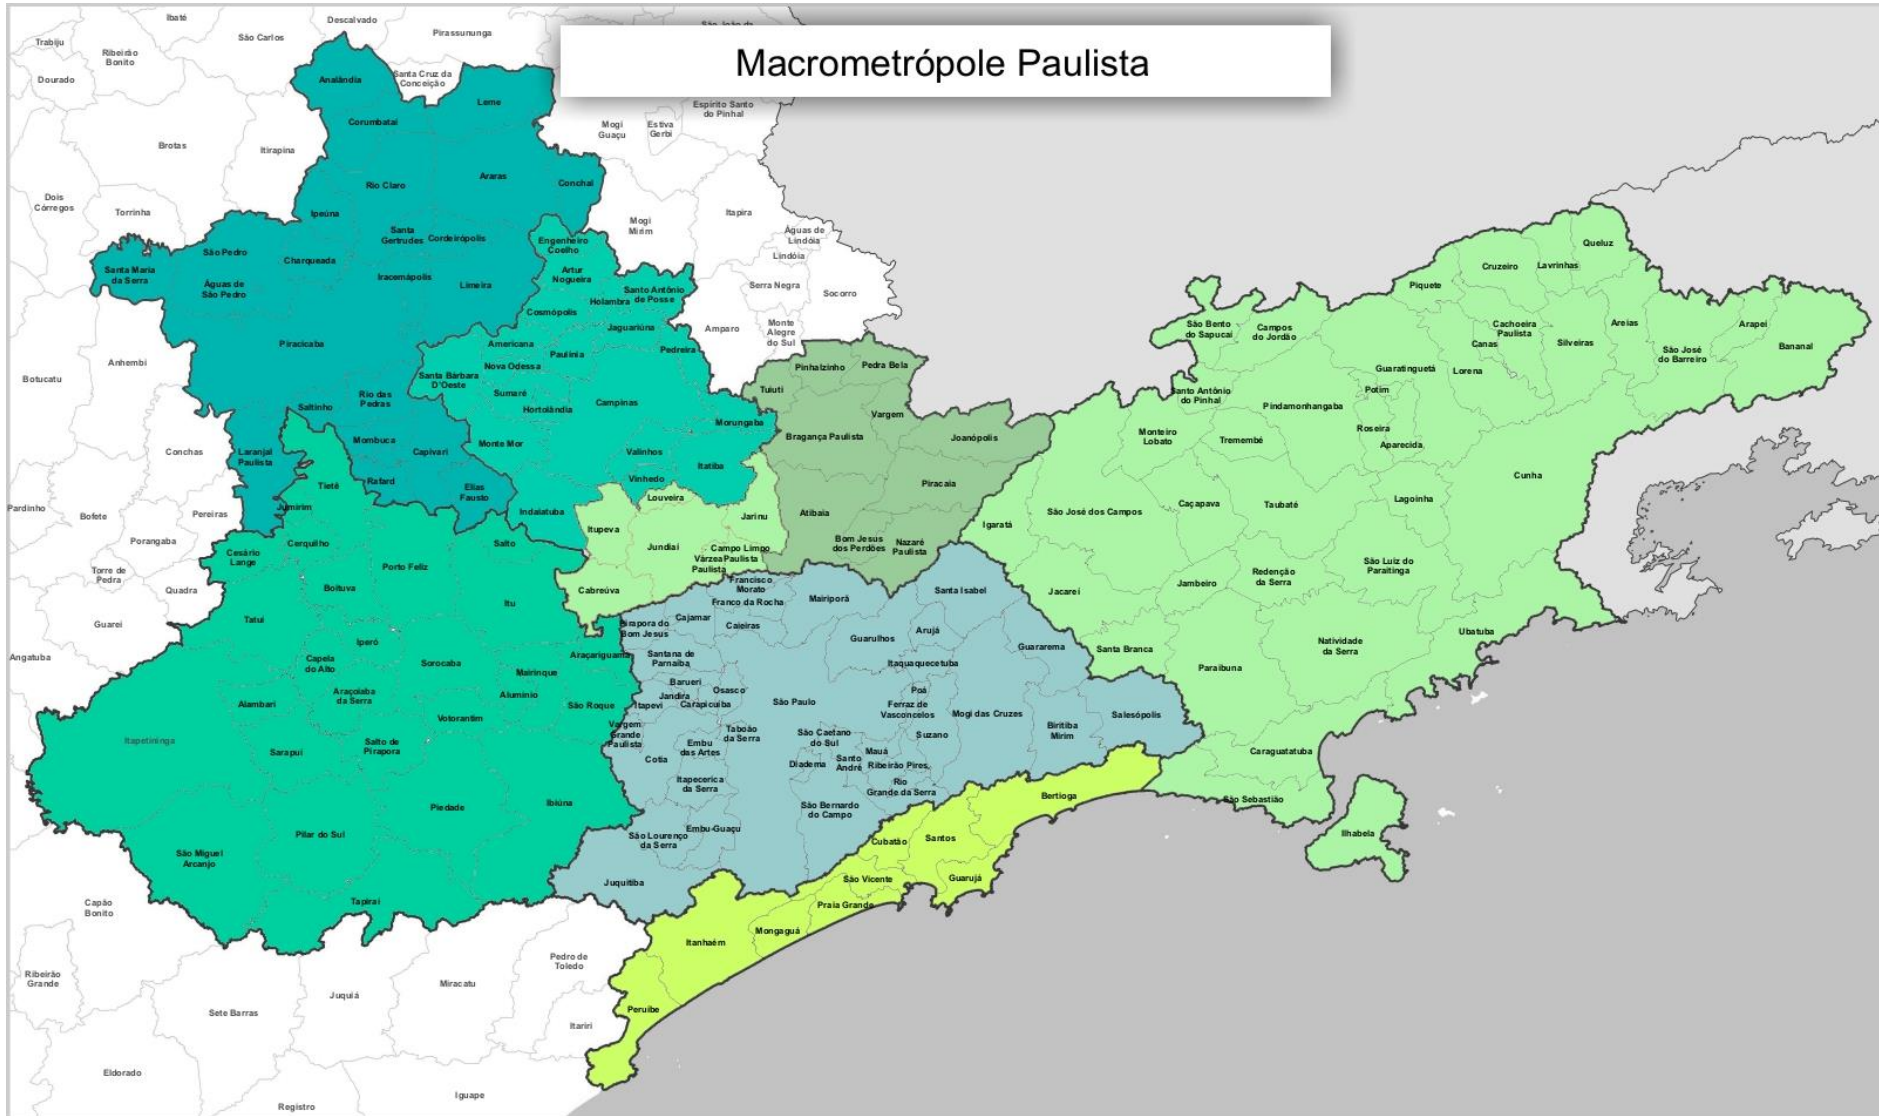 Macrometrópole Paulista
Ibaté
Descalvado
São Carlos
Pirassununga
Trabiju
Ribeirão
Bonito
Dourado
Analândia
Santa Cruz da
Conceição
Leme
Espírito Santo
do Pinhal
Corumbataí
Mogi
Guaçu
Estiva
Gerbi
Brotas
Itirapina
Rio Claro
Araras
Conchal
Dois
Córregos
Torrinha
Ipeúna
Mogi
Mirim
Itapira
Santa
Gertrudes
Cordeirópolis
Engenheiro
Coelho
Águas de
Lindóia
Lindóia
São Pedro
Charqueada
Santa Maria
da Serra
Águas de
São Pedro
Iracemápolis
Limeira
Artur
Nogueira
Holambra
Santo Antônio
de Posse
Serra Negra
Socorro
Cosmópolis
Jaguariúna
Amparo
Monte
Alegre
do Sul
Piracicaba
Americana
Paulínia
Pedreira
Nova Odessa
Anhembi
Botucatu
Santa Bárbara
D'Oeste
Sumaré
Hortolândia
Campinas
Morungaba
Tuiuti
Pinhalzinho
Pedra Bela
Vargem
Saltinho
Rio das
Pedras
Bragança Paulista
Joanópolis
Monte Mor
Mombuca
Capivari
Valinhos
Itatiba
Conchas
Laranjal
Paulista
Rafard
Elias
Fausto
Vinhedo
Piracaia
Tietê
Louveira
Indaiatuba
Jarinu
Atibaia
Pardinho
Bofete
Pereiras
Jumirim
Itupeva
Jundiaí
Campo Limpo
Paulista
Várzea
Paulista
Bom Jesus
dos Perdões
Nazaré
Paulista
Porangaba
Cesário
Lange
Cerquilho
Porto Feliz
Salto
Torre de
Pedra
Quadra
Boituva
Itu
Cabreúva
Guareí
Tatuí
Iperó
Angatuba
Capela
do Alto
Sorocaba
Araçariguama
Mairinque
Alumínio
São Roque
Araçoiaba
da Serra
Alambari
Votorantim
Itapetininga
Sarapuí
Salto de
Pirapora
Piedade
Ibiúna
Pilar do Sul
São Miguel
Arcanjo
Tapiraí
Francisco
Morato
Franco da Rocha
Mairiporã
Santa Isabel
Pirapora do
Bom Jesus
Cajamar
Caieiras
Guarulhos
Arujá
Guararema
Santana de
Parnaíba
Itaquaquecetuba
Barueri
Jandira
Itapevi
Carapicuíba
Osasco
São Paulo
Poá
Ferraz de
Vasconcelos
Mogi das Cruzes
Biritiba
Mirim
Salesópolis
Vargem
Grande
Paulista
Cotia
Embu
das Artes
Taboão
da Serra
São Caetano
do Sul
Suzano
Mauá
Diadema
Santo
André
Ribeirão Pires
Itapecerica
da Serra
Rio
Grande da Serra
São Bernardo
do Campo
São Lourenço
da Serra
Embu-Guaçu
Juquitiba
Bertioga
Cubatão
Santos
São Vicente
Guarujá
Praia Grande
Mongaguá
Itanhaém
Peruíbe
Queluz
Cruzeiro
Lavrinhas
Piquete
São Bento
do Sapucaí
Campos
do Jordão
Cachoeira
Paulista
Canas
Silveiras
Areias
Arapeí
São José
do Barreiro
Bananal
Guaratinguetá
Lorena
Santo Antônio
do Pinhal
Pindamonhangaba
Potim
Roseira
Aparecida
Monteiro
Lobato
Tremembé
Cunha
Caçapava
Taubaté
Lagoinha
São José dos Campos
Igaratá
Jambeiro
Redenção
da Serra
São Luiz do
Paraitinga
Jacareí
Santa Branca
Natividade
da Serra
Ubatuba
Paraibuna
Caraguatatuba
São Sebastião
Ilhabela
Capão
Bonito
Ribeirão
Grande
Pedro de
Toledo
Juquiá
Miracatu
Sete Barras
Itariri
Eldorado
Registro
Iguape